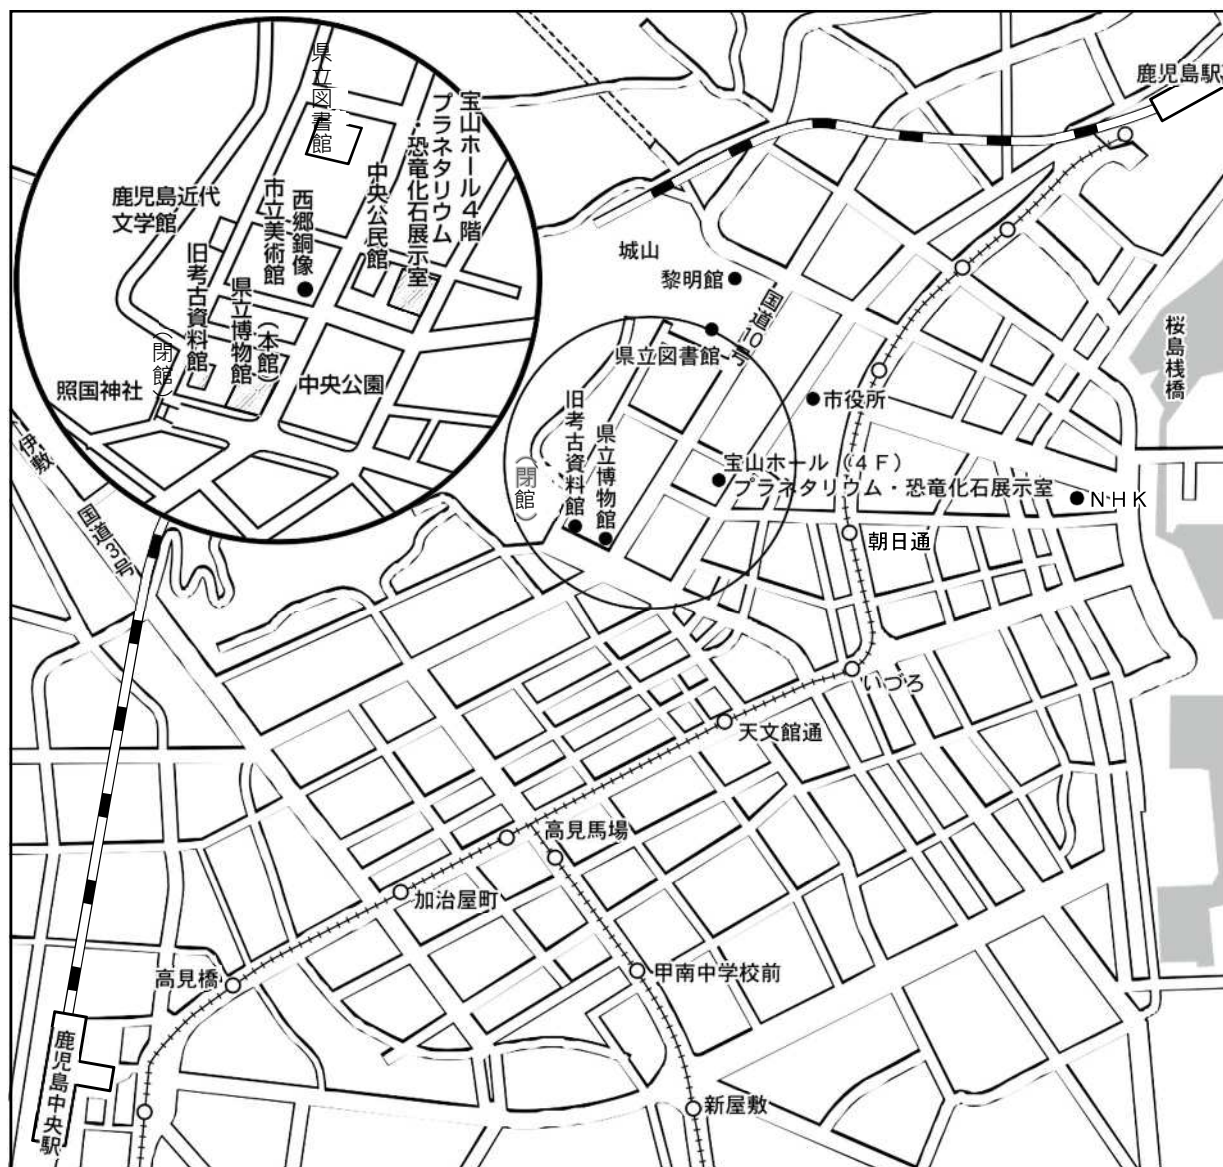 県立図書館
宝山ホール4階
プラネタリウム
・恐竜化石展示室
中央公民館
西郷銅像
市立美術館
鹿児島近代
文学館
旧考古資料館
(閉館)
県立博物館
(本館)
中央公園
照国神社
伊敷
国道3号
鹿児島駅
城山
黎明館
国道10号
県立図書館
桜島桟橋
市役所
旧考古資料館
(閉館)
県立博物館
宝山ホール(4F)
プラネタリウム・恐竜化石展示室
NHK
朝日通
いづろ
天文館通
高見馬場
加治屋町
高見橋
甲南中学校前
鹿児島中央駅
新屋敷